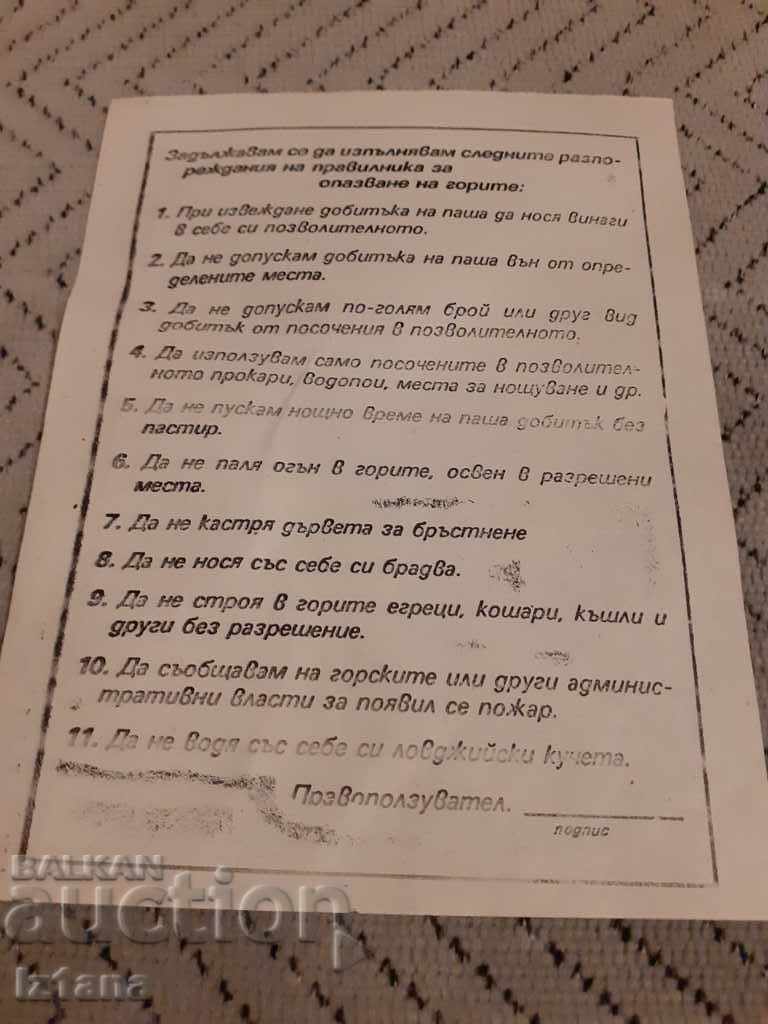 Задължавам се да изпълнявам следните разпо-
реждания на правилника за
опазване на горите:
1. При извеждане добитъка на паша да нося винаги
в себе си позволителното.
2. Да не допускам добитъка на паша вън от опре-
делените места.
3. Да не допускам по-голям брой или друг вид
добитък от посочения в позволителното.
4. Да използувам само посочените в позволител-
ното прокари, водопои, места за нощуване и др.
5. Да не пускам нощно време на паша добитък без
пастир.
6. Да не паля огън в горите, освен в разрешени
места.
7. Да не кастря дървета за бръстнене
8. Да не нося със себе си брадва.
9. Да не строя в горите егреци, кошари, къшли и
други без разрешение.
10. Да съобщавам на горските или други админис-
тративни власти за появил се пожар.
11. Да не водя със себе си ловджийски кучета.
Позвоползувател.
подпис
BALKAN
auction
Iz1ana